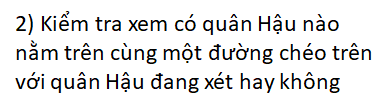 2) Kiểm tra xem có quân Hậu nào
nằm trên cùng một đường chéo trên
với quân Hậu đang xét hay không